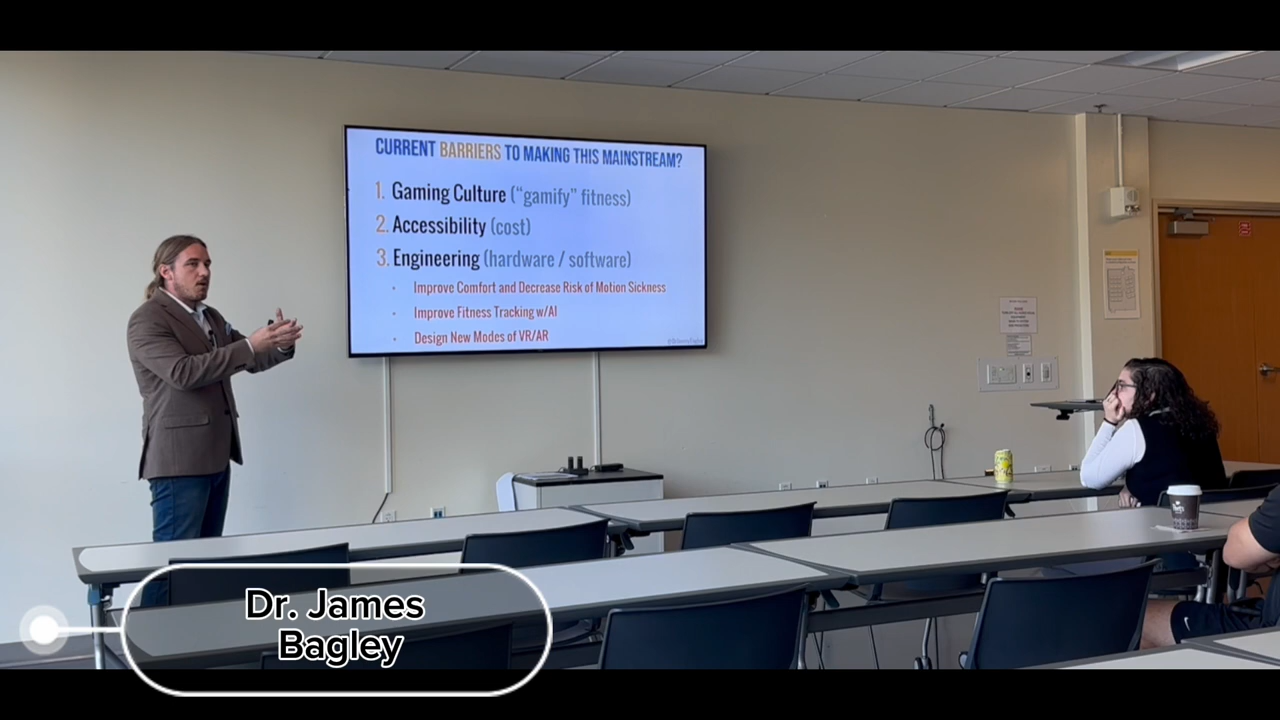 CURRENT BARRIERS TO MAKING THIS MAINSTREAM?
1. Gaming Culture ("gamify" fitness)
2. Accessibility (cost)
3. Engineering (hardware / software)
• Improve Comfort and Decrease Risk of Motion Sickness
• Improve Fitness Tracking w/AI
• Design New Modes of VR/AR
Dr. James
Bagley